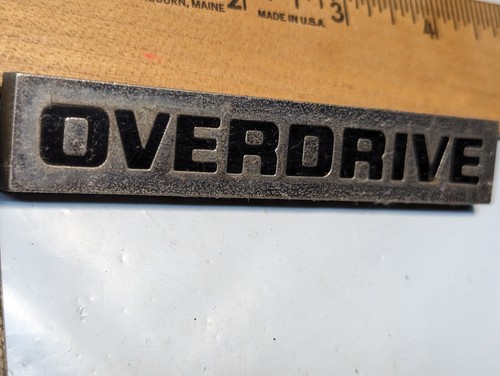 BURN, MAINE 2 MADE IN U.S.A. 3 4
OVERDRIVE